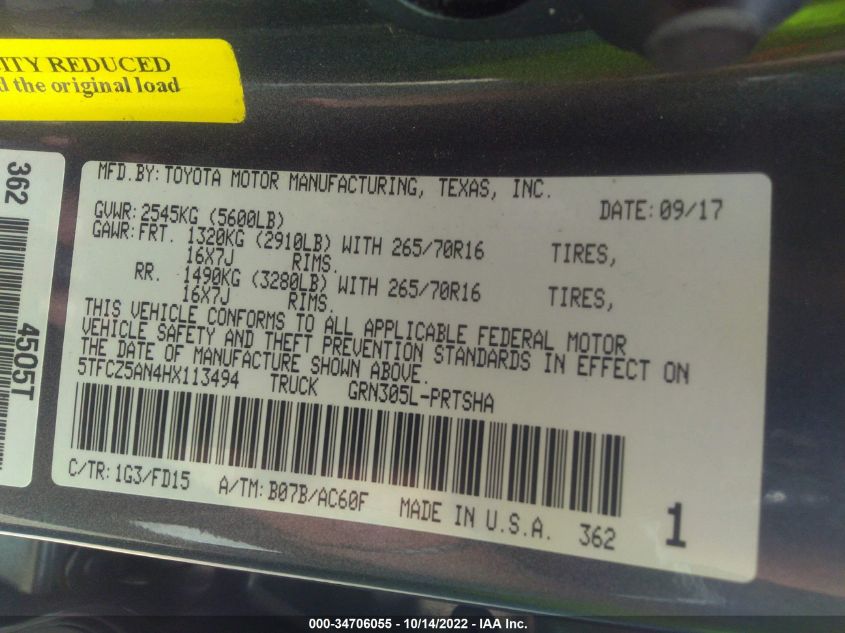 CITY REDUCED
d the original load
362
4505T
MFD.BY: TOYOTA MOTOR MANUFACTURING, TEXAS, INC.
DATE: 09/17
GVWR: 2545KG (5600LB)
GAWR: FRT. 1320KG (2910LB) WITH 265/70R16 TIRES,
16X7J RIMS.
RR. 1490KG (3280LB) WITH 265/70R16 TIRES,
16X7J RIMS.
THIS VEHICLE CONFORMS TO ALL APPLICABLE FEDERAL MOTOR
VEHICLE SAFETY AND THEFT PREVENTION STANDARDS IN EFFECT ON
THE DATE OF MANUFACTURE SHOWN ABOVE.
5TFCZ5AN4HX113494 TRUCK GRN305L-PRTSHA
C/TR: 1G3/FD15 A/TM: B07B/AC60F MADE IN U.S.A. 362 1
000-34706055 - 10/14/2022 - IAA Inc.